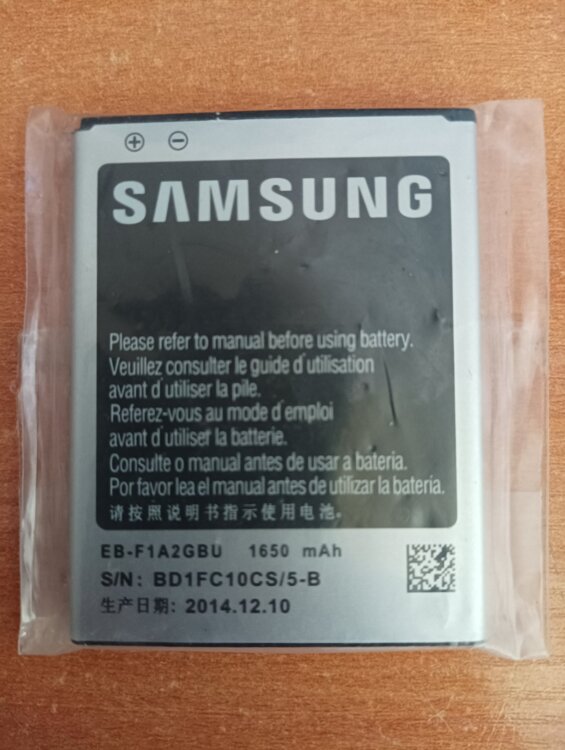 + -
SAMSUNG
Please refer to manual before using battery.
Veuillez consulter le guide d'utilisation
avant d'utiliser la pile.
Referez-vous au mode d'emploi
avant d'utiliser la batterie.
Consulte o manual antes de usar a bateria.
Por favor lea el manual antes de utilizar la batería.
请按照说明书指示使用电池。
EB-F1A2GBU 1650 mAh
S/N: BD1FC10CS/5-B
生产日期: 2014.12.10